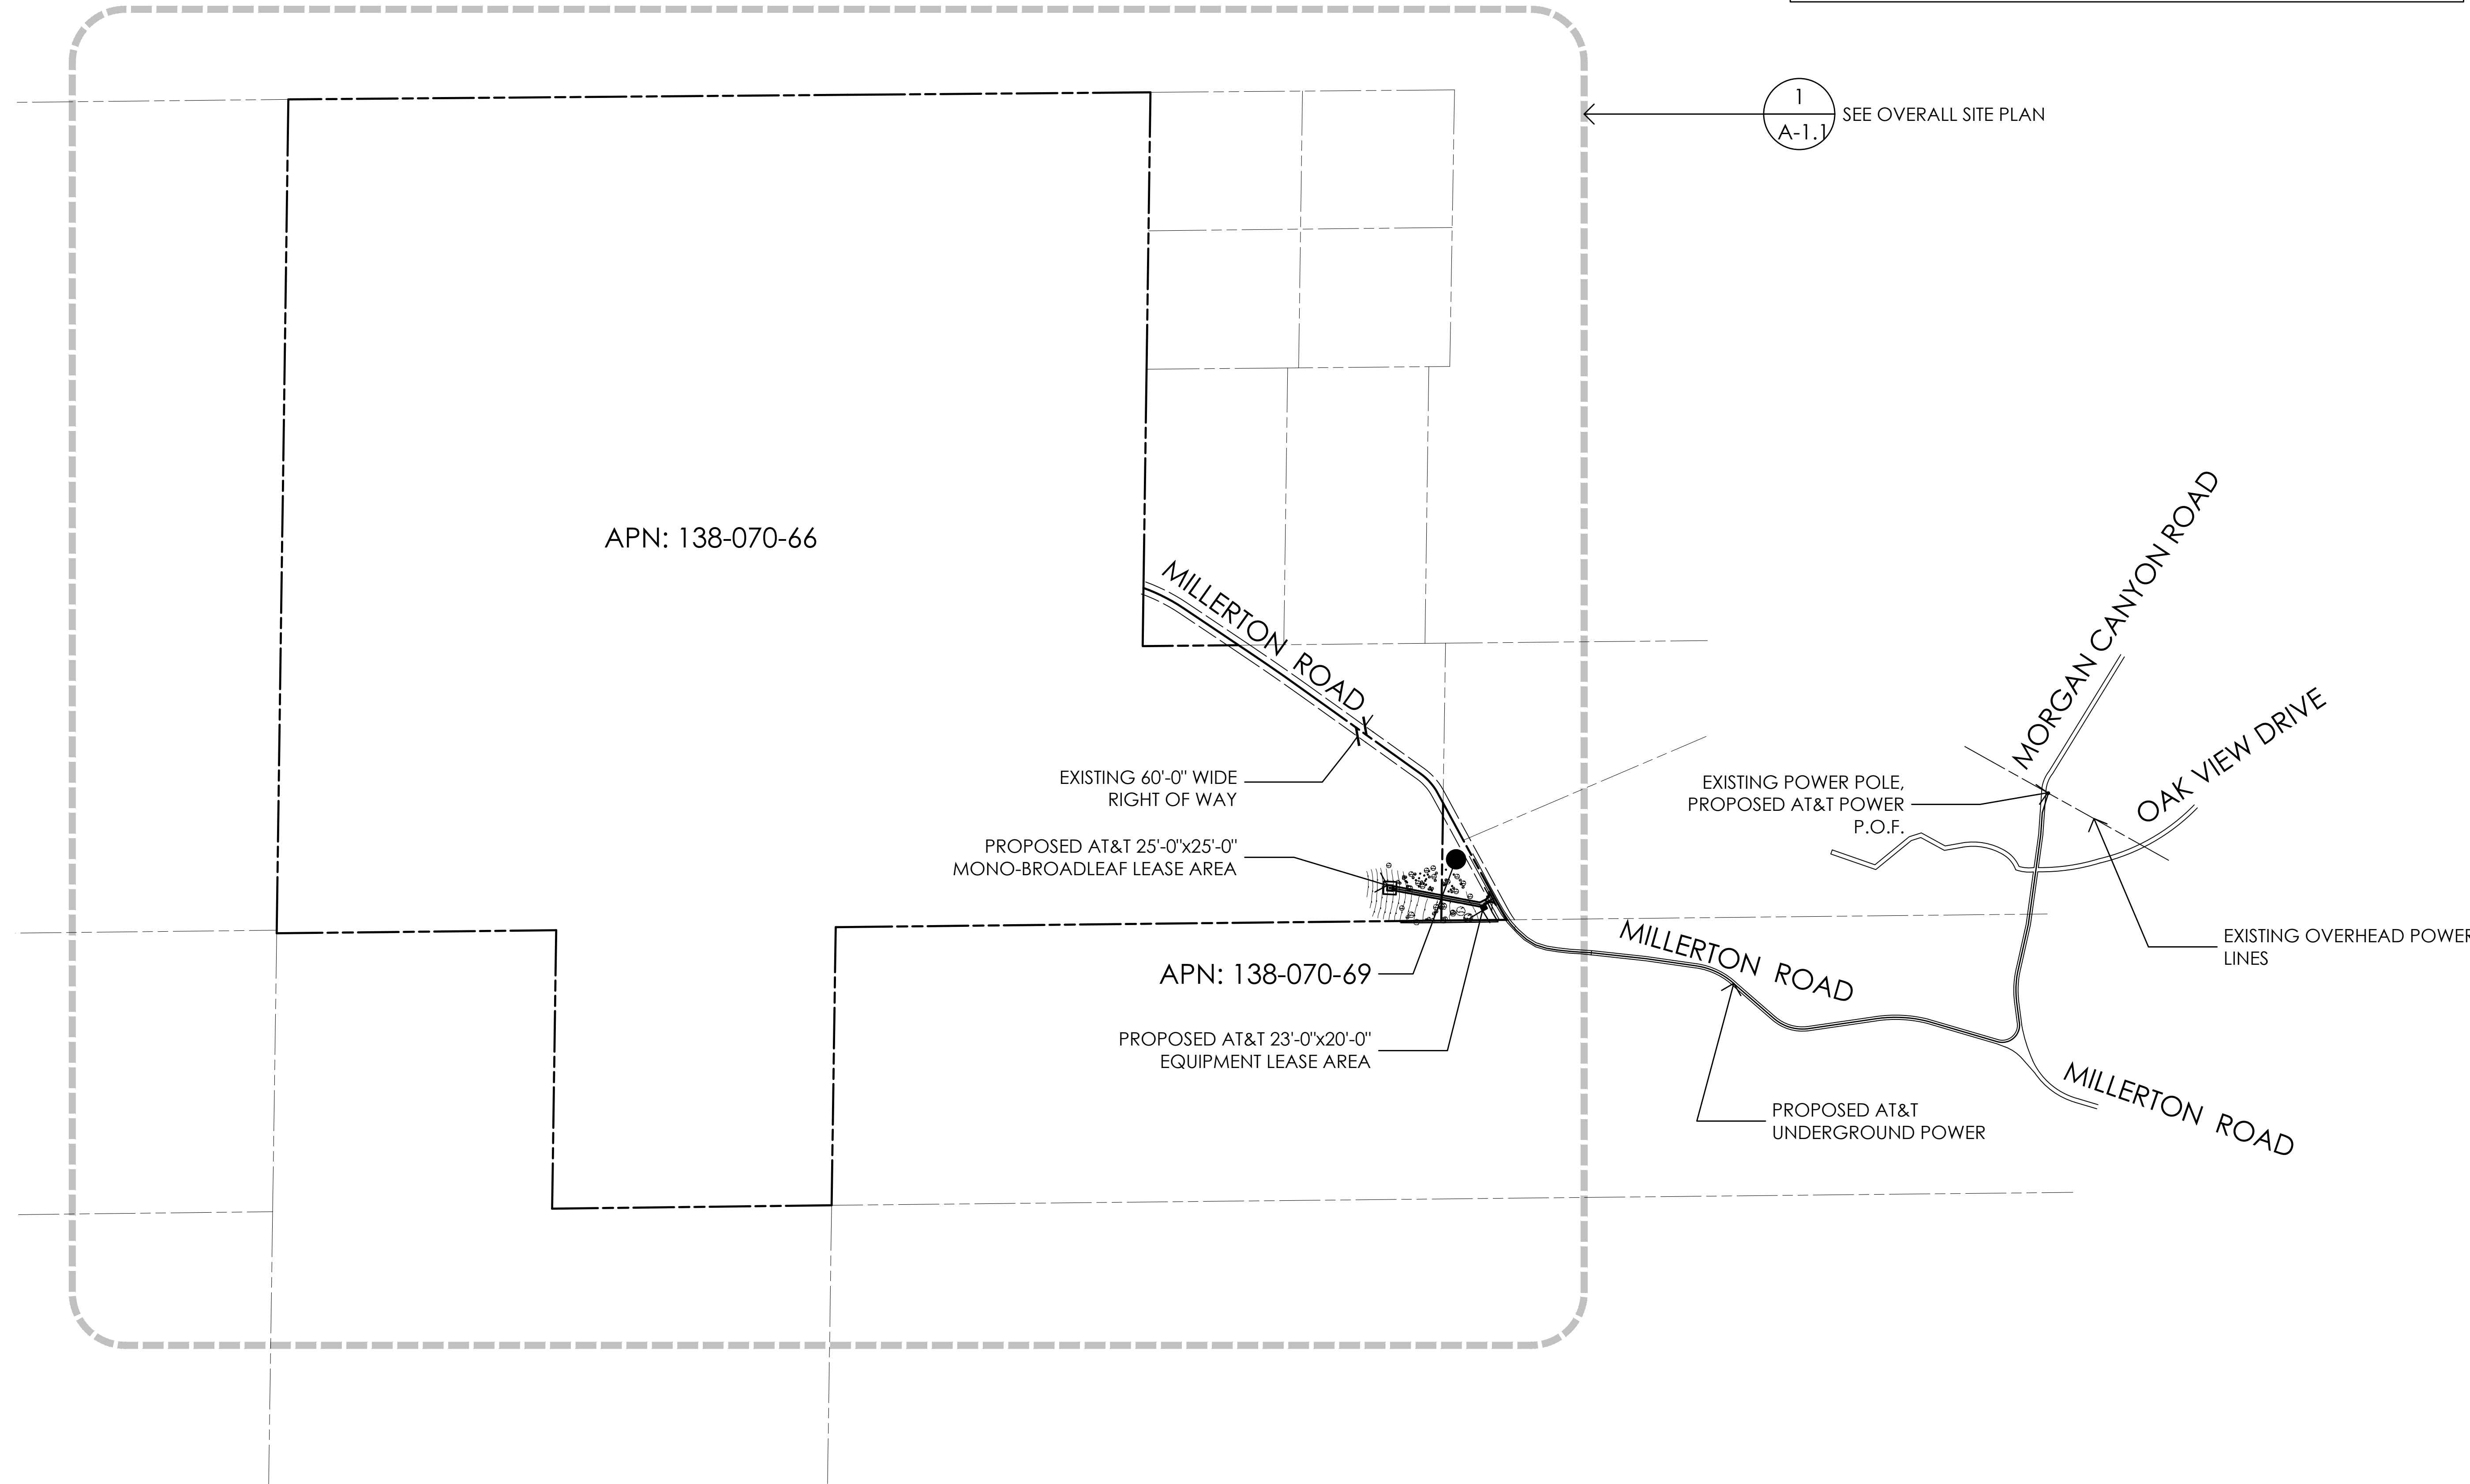 1
A-1.1
SEE OVERALL SITE PLAN
APN: 138-070-66
MILLERTON ROAD
MORGAN CANYON ROAD
OAK VIEW DRIVE
EXISTING 60'-0" WIDE
RIGHT OF WAY
EXISTING POWER POLE,
PROPOSED AT&T POWER
P.O.F.
PROPOSED AT&T 25'-0"x25'-0"
MONO-BROADLEAF LEASE AREA
EXISTING OVERHEAD POWER
LINES
MILLERTON ROAD
APN: 138-070-69
PROPOSED AT&T 23'-0"x20'-0"
EQUIPMENT LEASE AREA
MILLERTON ROAD
PROPOSED AT&T
UNDERGROUND POWER